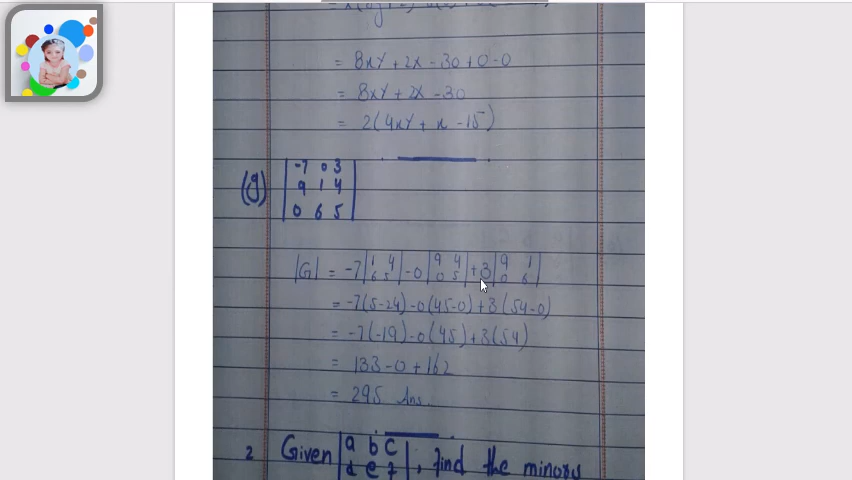 = 8xy + 2x - 30 + 0 - 0
= 8xy + 2x - 30
= 2(4xy + x - 15)
(g) | -7 0 3 |
| 9 1 4 |
| 0 6 5 |
|G| = -7 | 1 4 | - 0 | 9 4 | + 3 | 9 1 |
| 6 5 | | 0 5 | | 0 6 |
= -7(5-24) - 0(45-0) + 3(54-0)
= -7(-19) - 0(45) + 3(54)
= 133 - 0 + 162
= 295 Ans.
2 Given | a b c | , find the minors
| d e f |